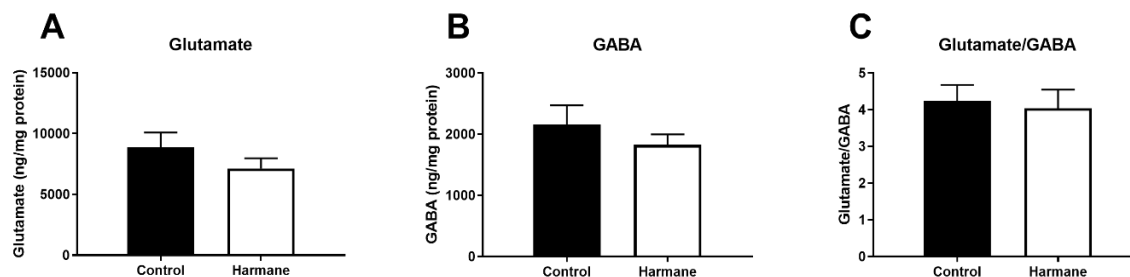 A
Glutamate
Glutamate (ng/mg protein)
15000
10000
5000
0
Control Harmane
B
GABA
GABA (ng/mg protein)
3000
2000
1000
0
Control Harmane
C
Glutamate/GABA
Glutamate/GABA
5
4
3
2
1
0
Control Harmane